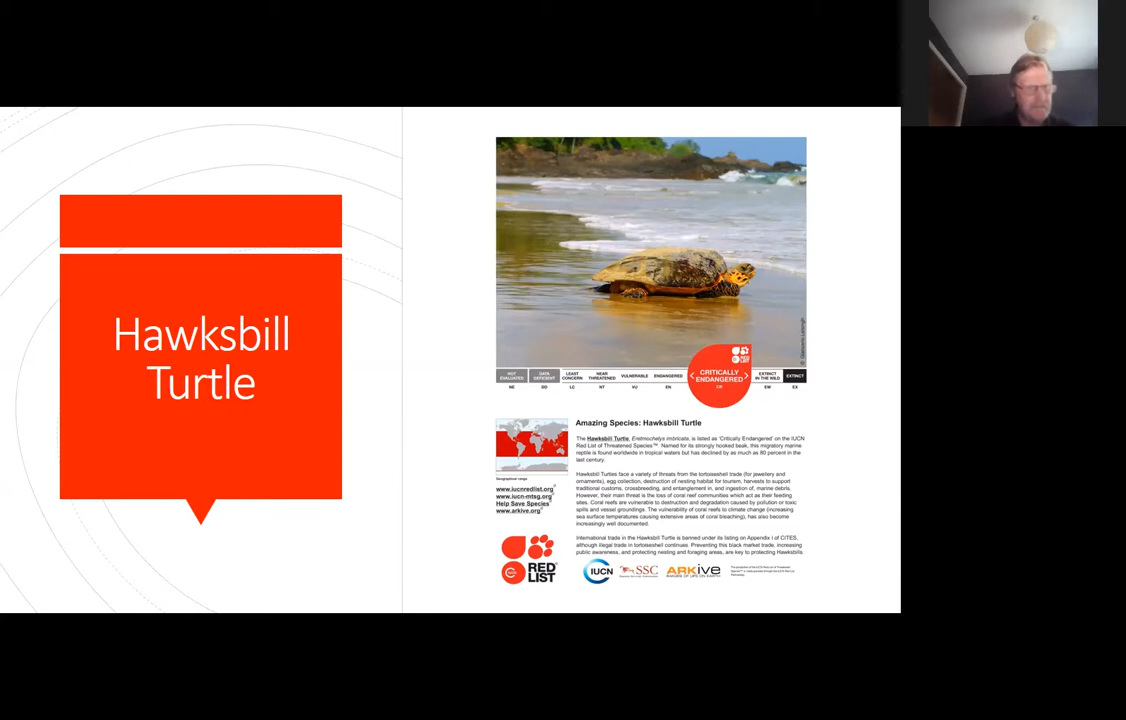 Hawksbill
Turtle
CRITICALLY
ENDANGERED
CR
NOT
EVALUATED
NE
DATA
DEFICIENT
DD
LEAST
CONCERN
LC
NEAR
THREATENED
NT
VULNERABLE
VU
ENDANGERED
EN
EXTINCT
IN THE WILD
EW
EXTINCT
EX
Amazing Species: Hawksbill Turtle
The Hawksbill Turtle, Eretmochelys imbricata, is listed as 'Critically Endangered' on the IUCN
Red List of Threatened Species™. Named for its strongly hooked beak, this migratory marine
reptile is found worldwide in tropical waters but has declined by as much as 80 percent in the
last century.
Hawksbill Turtles face a variety of threats from the tortoiseshell trade (for jewellery and
ornaments), egg collection, destruction of nesting habitat for tourism, harvests to support
traditional customs, crossbreeding, and entanglement in, and ingestion of, marine debris.
However, their main threat is the loss of coral reef communities which act as their feeding
sites. Coral reefs are vulnerable to destruction and degradation caused by pollution or toxic
spills and vessel groundings. The vulnerability of coral reefs to climate change (increasing
sea surface temperatures causing extensive areas of coral bleaching), has also become
increasingly well documented.
International trade in the Hawksbill Turtle is banned under its listing on Appendix I of CITES,
although illegal trade in tortoiseshell continues. Preventing this black market trade, increasing
public awareness, and protecting nesting and foraging areas, are key to protecting Hawksbills
Geographical range
www.iucnredlist.org
www.iucn-mtsg.org
Help Save Species
www.arkive.org
RED
LIST
IUCN
SSC
ARKive
IMAGES OF LIFE ON EARTH